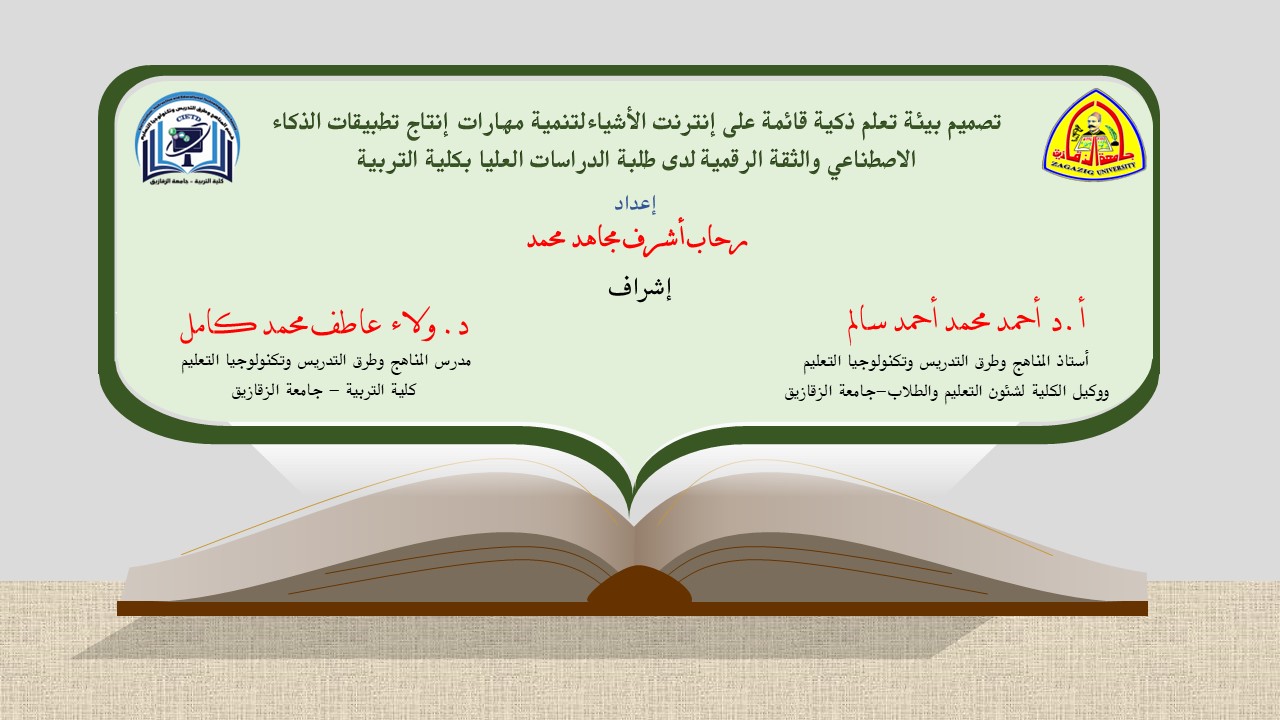 تصميم بيئة تعلم ذكية قائمة على إنترنت الأشياء لتنمية مهارات إنتاج تطبيقات الذكاء
الاصطناعي والثقة الرقمية لدى طلبة الدراسات العليا بكلية التربية
إعداد
رحاب أشرف مجاهد محمد
إشراف
أ.د أحمد محمد أحمد سالم
أستاذ المناهج وطرق التدريس وتكنولوجيا التعليم
ووكيل الكلية لشئون التعليم والطلاب-جامعة الزقازيق
د. ولاء عاطف محمد كامل
مدرس المناهج وطرق التدريس وتكنولوجيا التعليم
كلية التربية – جامعة الزقازيق
جامعة الزقازيق
ZAGAZIG UNIVERSITY
CIETD
كلية التربية - جامعة الزقازيق